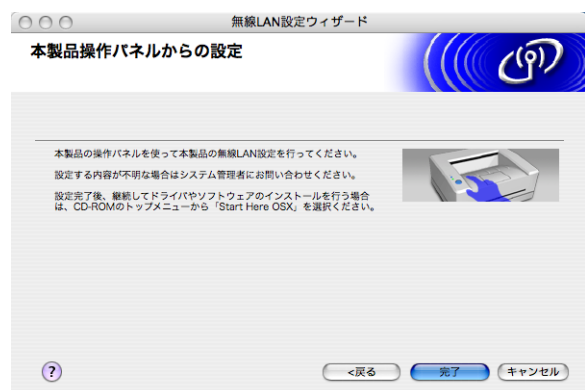 無線LAN設定ウィザード
本製品操作パネルからの設定
本製品の操作パネルを使って本製品の無線LAN設定を行ってください。
設定する内容が不明な場合はシステム管理者にお問い合わせください。
設定完了後、継続してドライバやソフトウェアのインストールを行う場合
は、CD-ROMのトップメニューから「Start Here OSX」を選択ください。
?
<戻る
完了
キャンセル